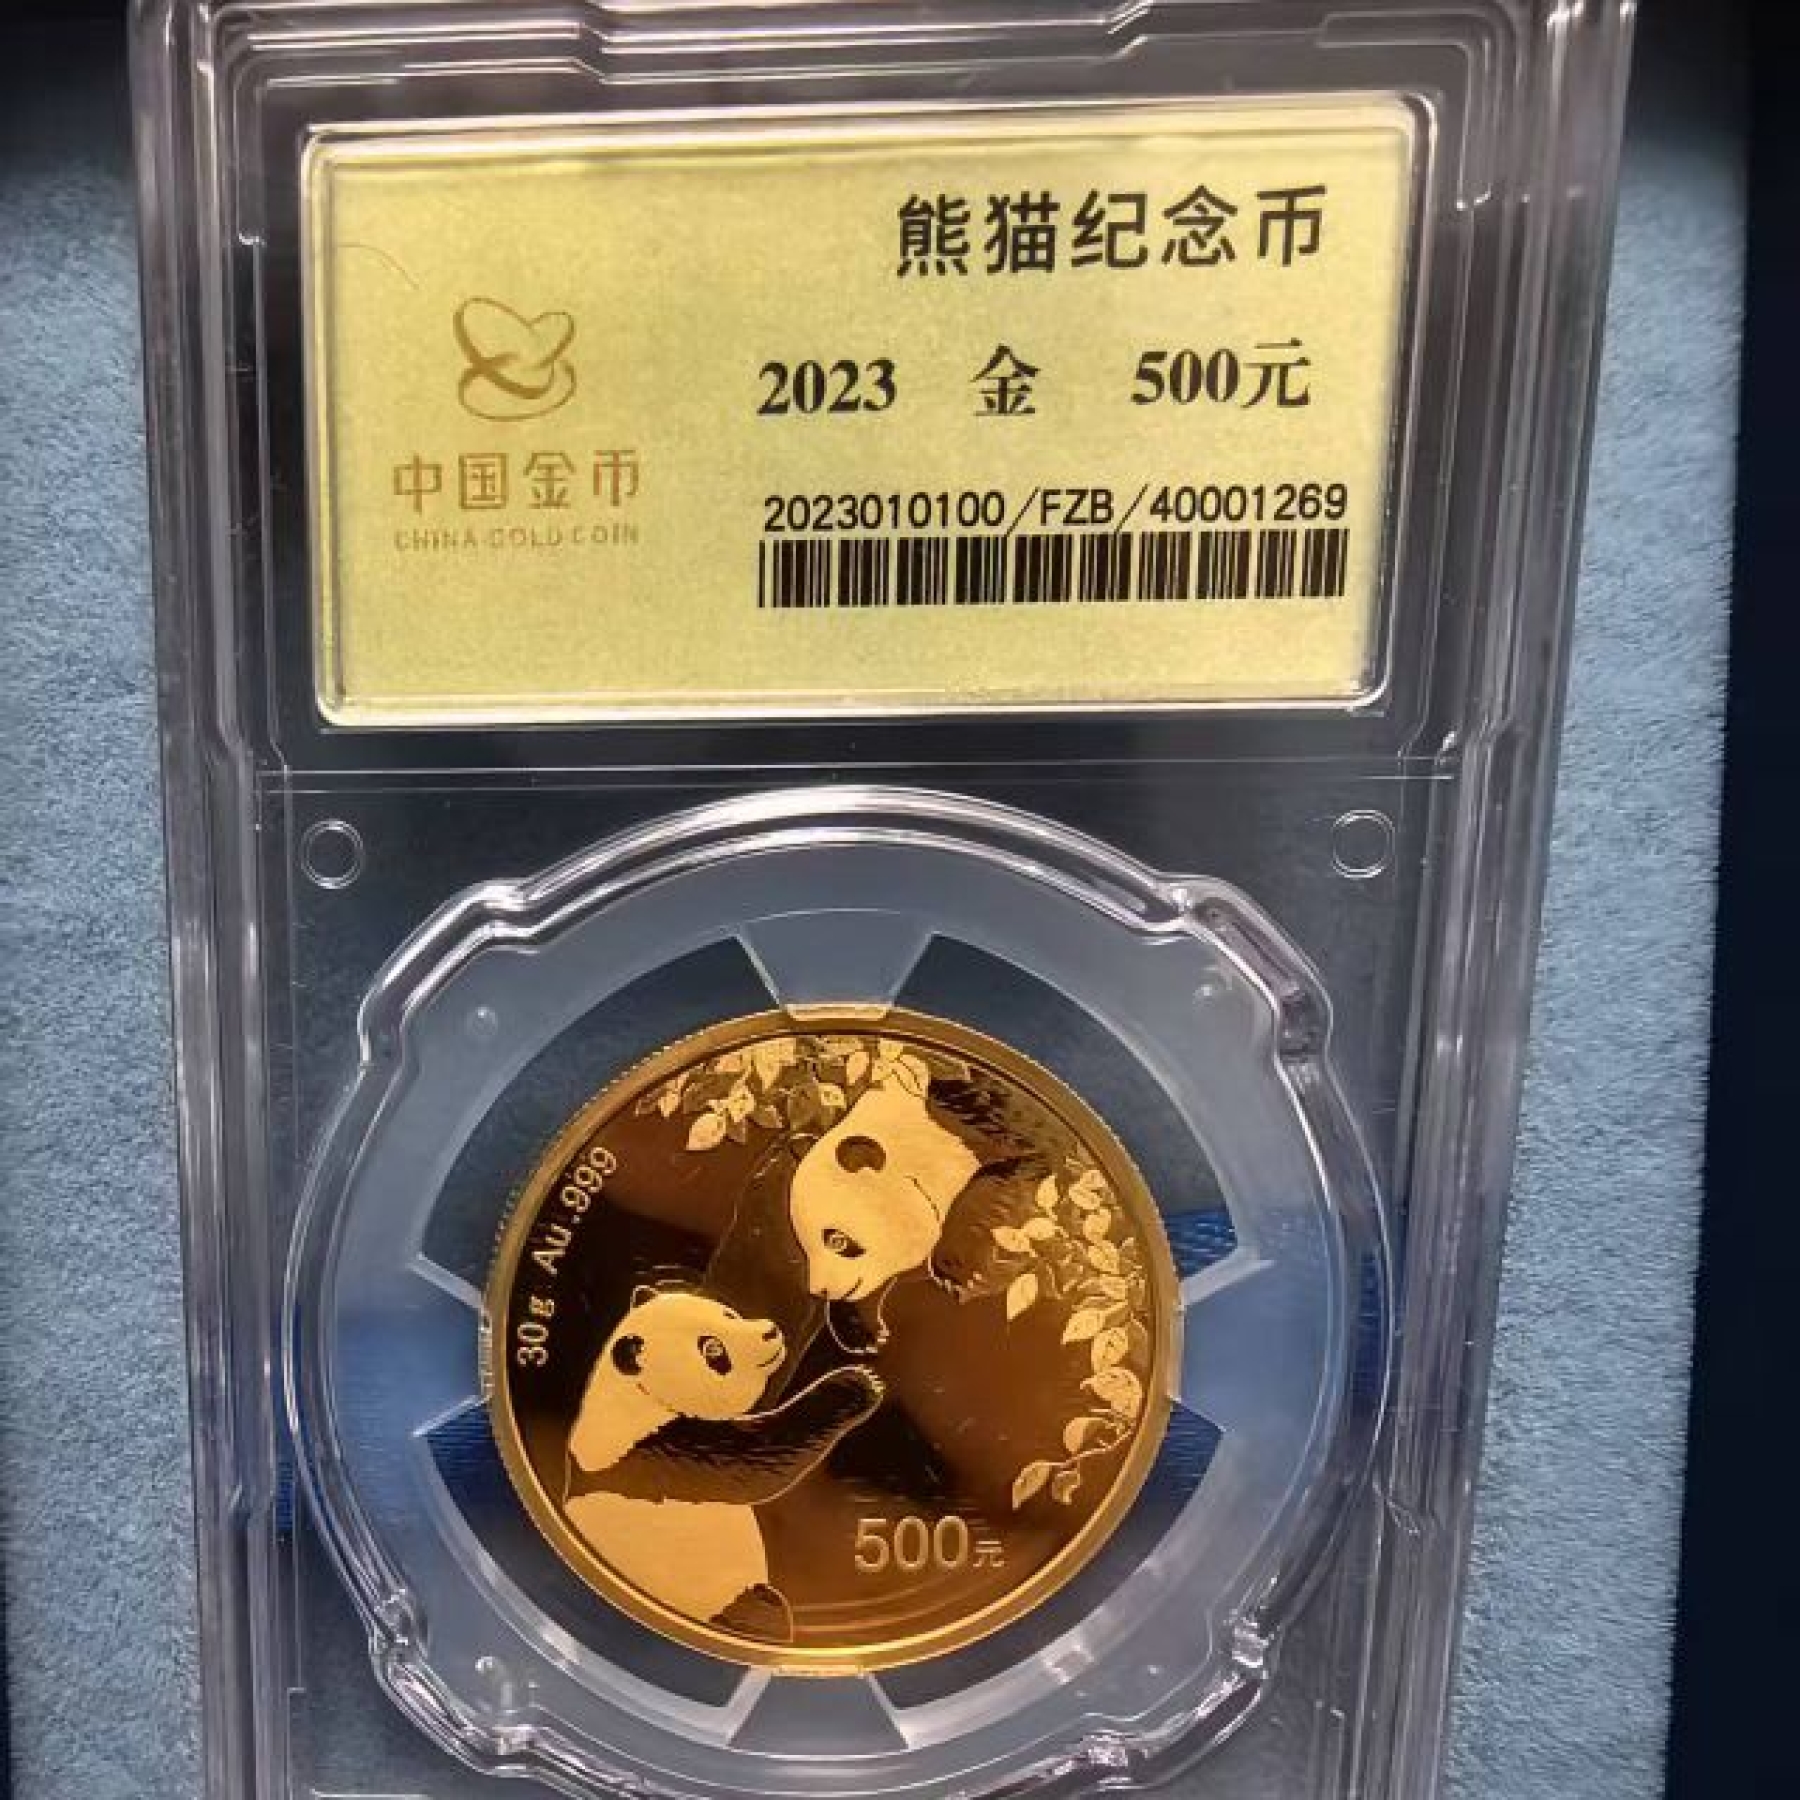 熊猫纪念币
2023 金 500元
中国金币
CHINA GOLD COIN
2023010100/FZB/40001269
30g Au.999
500元